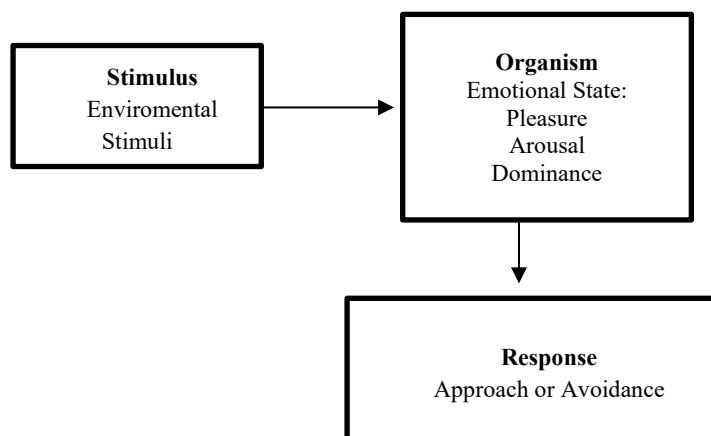 Stimulus
Enviromental
Stimuli
Organism
Emotional State:
Pleasure
Arousal
Dominance
Response
Approach or Avoidance